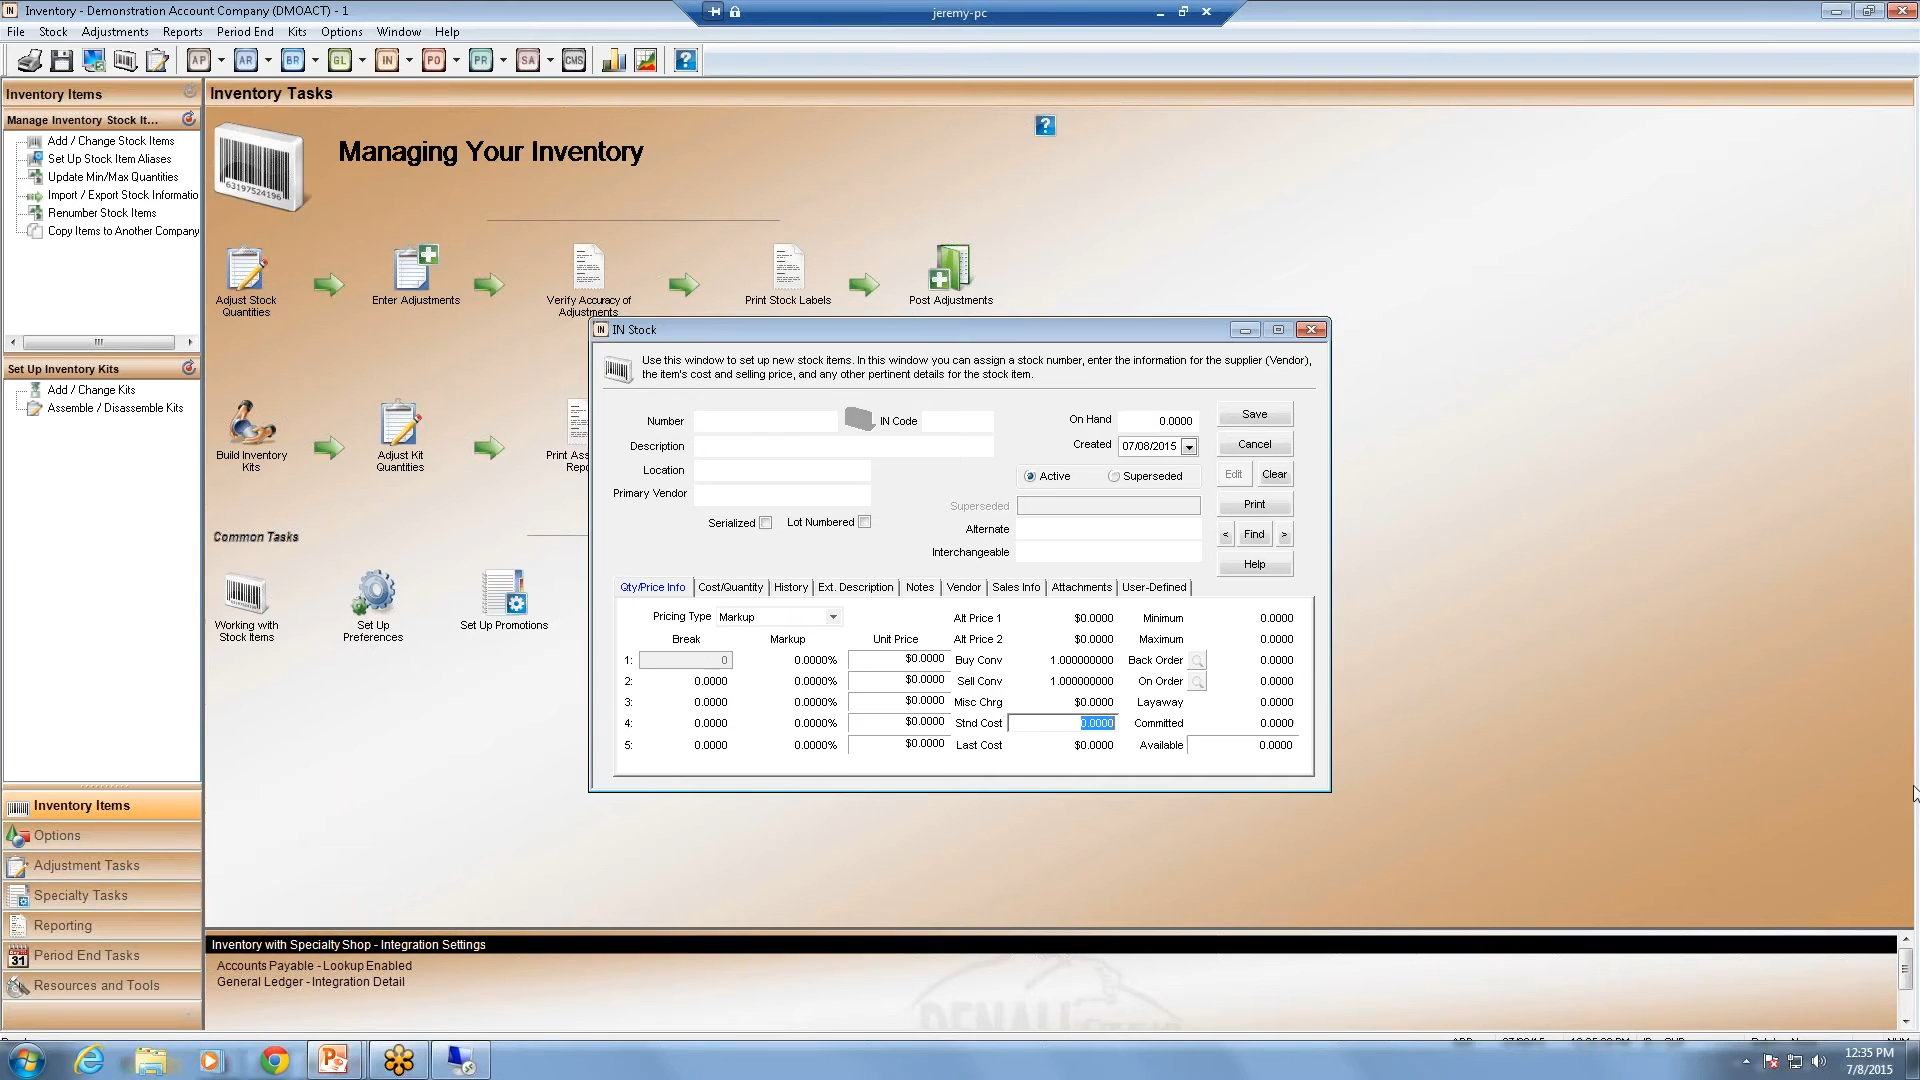 Inventory - Demonstration Account Company (DMOACT) - 1
jeremy-pc
File Stock Adjustments Reports Period End Kits Options Window Help
AP AR BR GL IN PO PR SA CMS
Inventory Items
Inventory Tasks
Manage Inventory Stock It...
Add / Change Stock Items
Set Up Stock Item Aliases
Update Min/Max Quantities
Import / Export Stock Informatio
Renumber Stock Items
Copy Items to Another Company
Set Up Inventory Kits
Add / Change Kits
Assemble / Disassemble Kits
Inventory Items
Options
Adjustment Tasks
Specialty Tasks
Reporting
Period End Tasks
Resources and Tools
63197524196
Managing Your Inventory
Adjust Stock
Quantities
Enter Adjustments
Verify Accuracy of
Adjustments
Print Stock Labels
Post Adjustments
Build Inventory
Kits
Adjust Kit
Quantities
Print Ass
Repo
Common Tasks
Working with
Stock Items
Set Up
Preferences
Set Up Promotions
IN Stock
Use this window to set up new stock items. In this window you can assign a stock number, enter the information for the supplier (Vendor),
the item's cost and selling price, and any other pertinent details for the stock item.
Number IN Code On Hand 0.0000 Save
Description Created 07/08/2015 Cancel
Location Active Superseded Edit Clear
Primary Vendor Superseded Print
Serialized Lot Numbered Alternate < Find >
Interchangeable Help
Qty/Price Info Cost/Quantity History Ext. Description Notes Vendor Sales Info Attachments User-Defined
Pricing Type Markup Alt Price 1 $0.0000 Minimum 0.0000
Break Markup Unit Price Alt Price 2 $0.0000 Maximum 0.0000
1: 0 0.0000% $0.0000 Buy Conv 1.000000000 Back Order 0.0000
2: 0.0000 0.0000% $0.0000 Sell Conv 1.000000000 On Order 0.0000
3: 0.0000 0.0000% $0.0000 Misc Chrg $0.0000 Layaway 0.0000
4: 0.0000 0.0000% $0.0000 Stnd Cost 0.0000 Committed 0.0000
5: 0.0000 0.0000% $0.0000 Last Cost $0.0000 Available 0.0000
Inventory with Specialty Shop - Integration Settings
Accounts Payable - Lookup Enabled
General Ledger - Integration Detail
DENALI
12:35 PM
7/8/2015